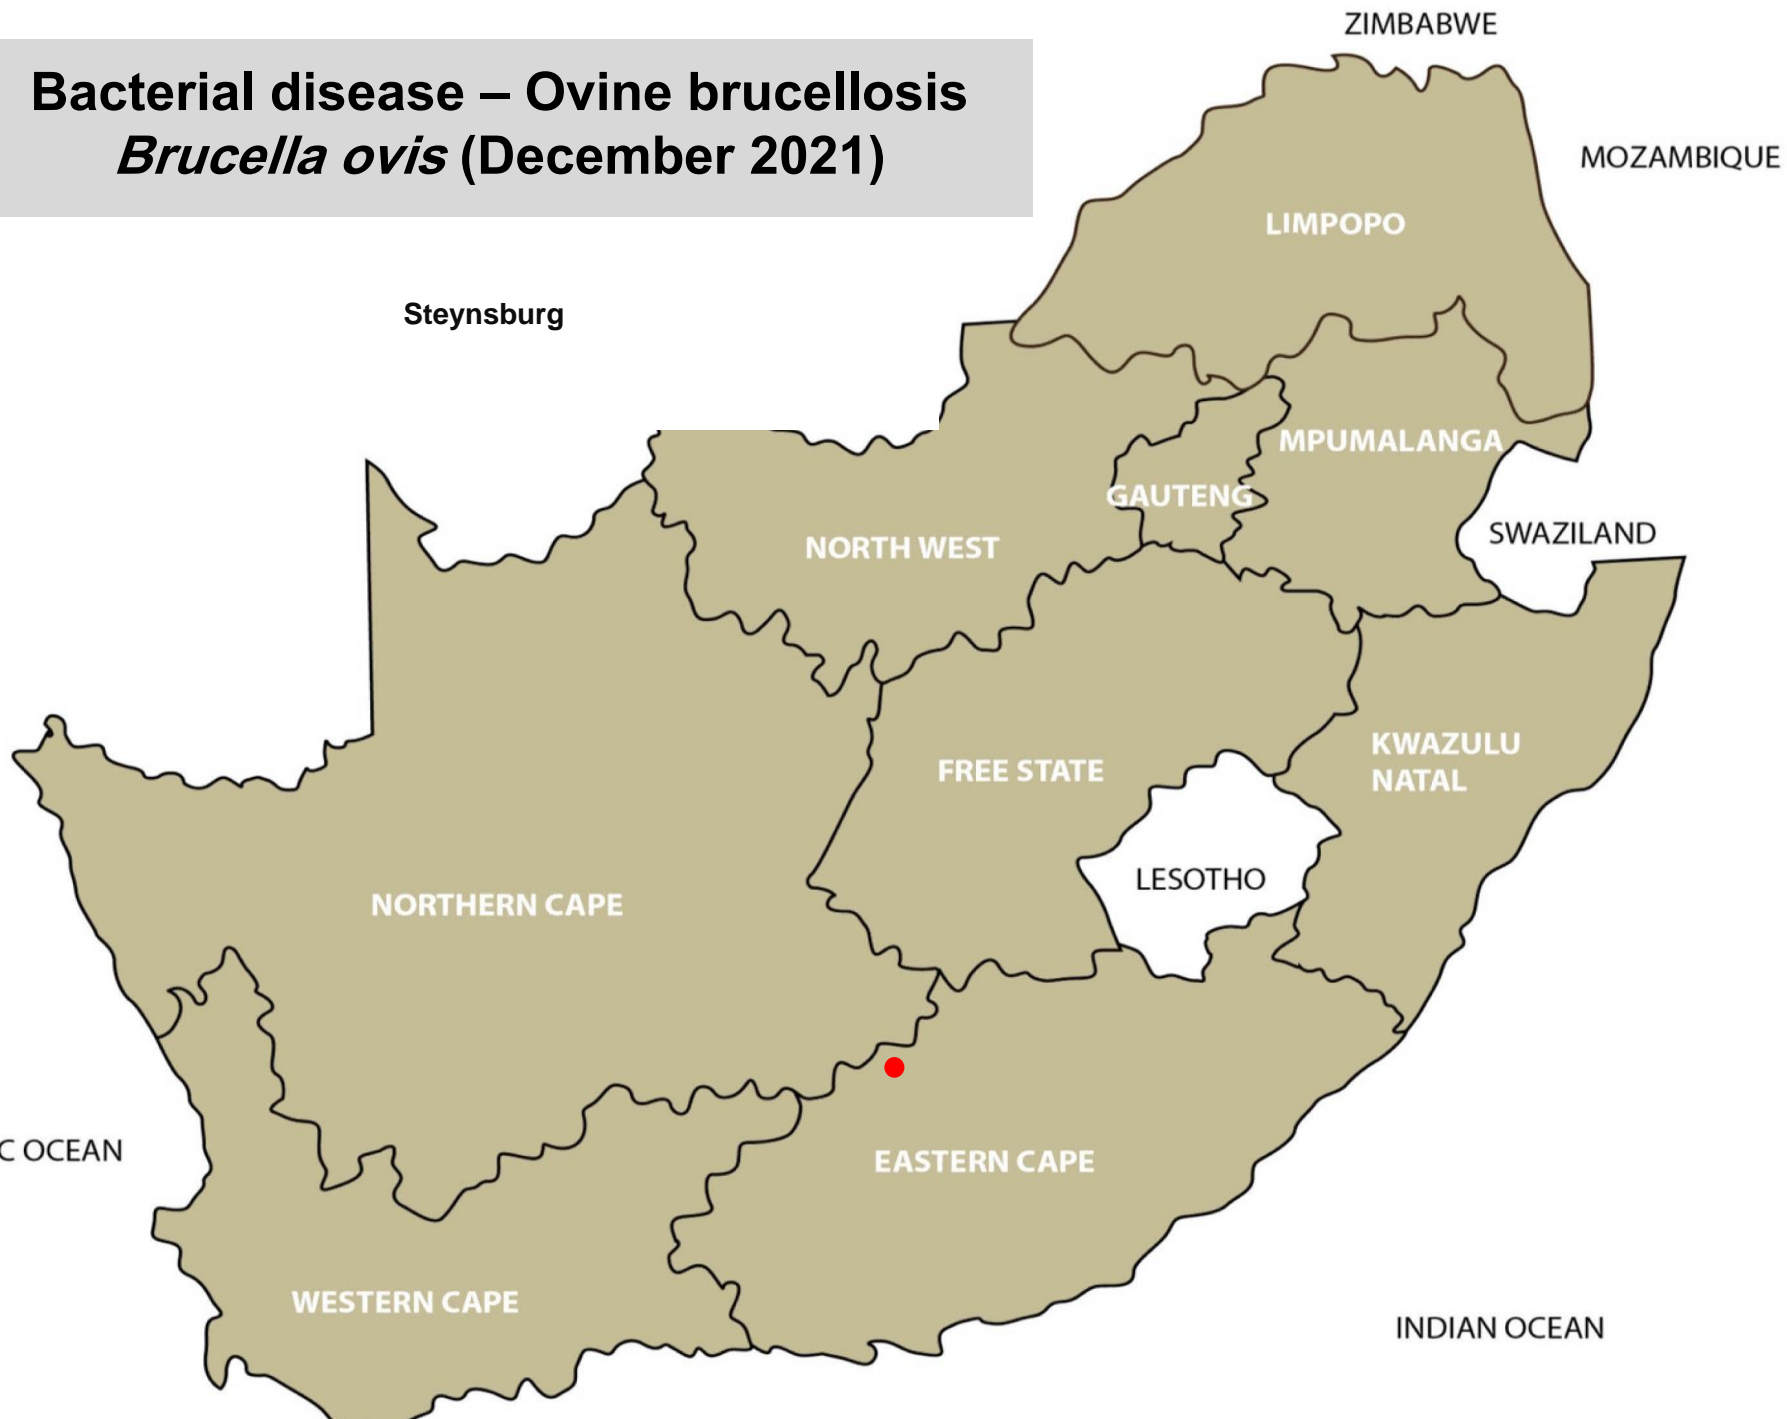 ZIMBABWE
Bacterial disease – Ovine brucellosis
Brucella ovis (December 2021)
MOZAMBIQUE
LIMPOPO
Steynsburg
MPUMALANGA
GAUTENG
SWAZILAND
NORTH WEST
KWAZULU
NATAL
FREE STATE
LESOTHO
NORTHERN CAPE
C OCEAN
EASTERN CAPE
WESTERN CAPE
INDIAN OCEAN